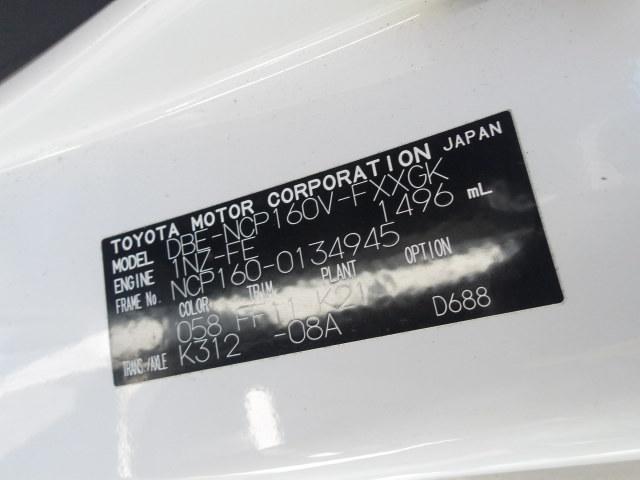 TOYOTA MOTOR CORPORATION JAPAN
MODEL DBE-NCP160V-FXXGK
ENGINE 1NZ-FE 1496 mL
FRAME No. NCP160-0134945
COLOR TRIM PLANT OPTION
058 FF11 K21
TRANS./AXLE K312 -08A D688